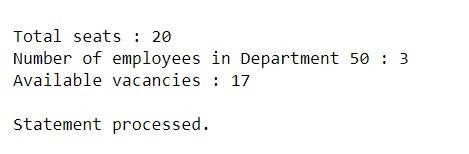 Total seats : 20
Number of employees in Department 50 : 3
Available vacancies : 17
Statement processed.